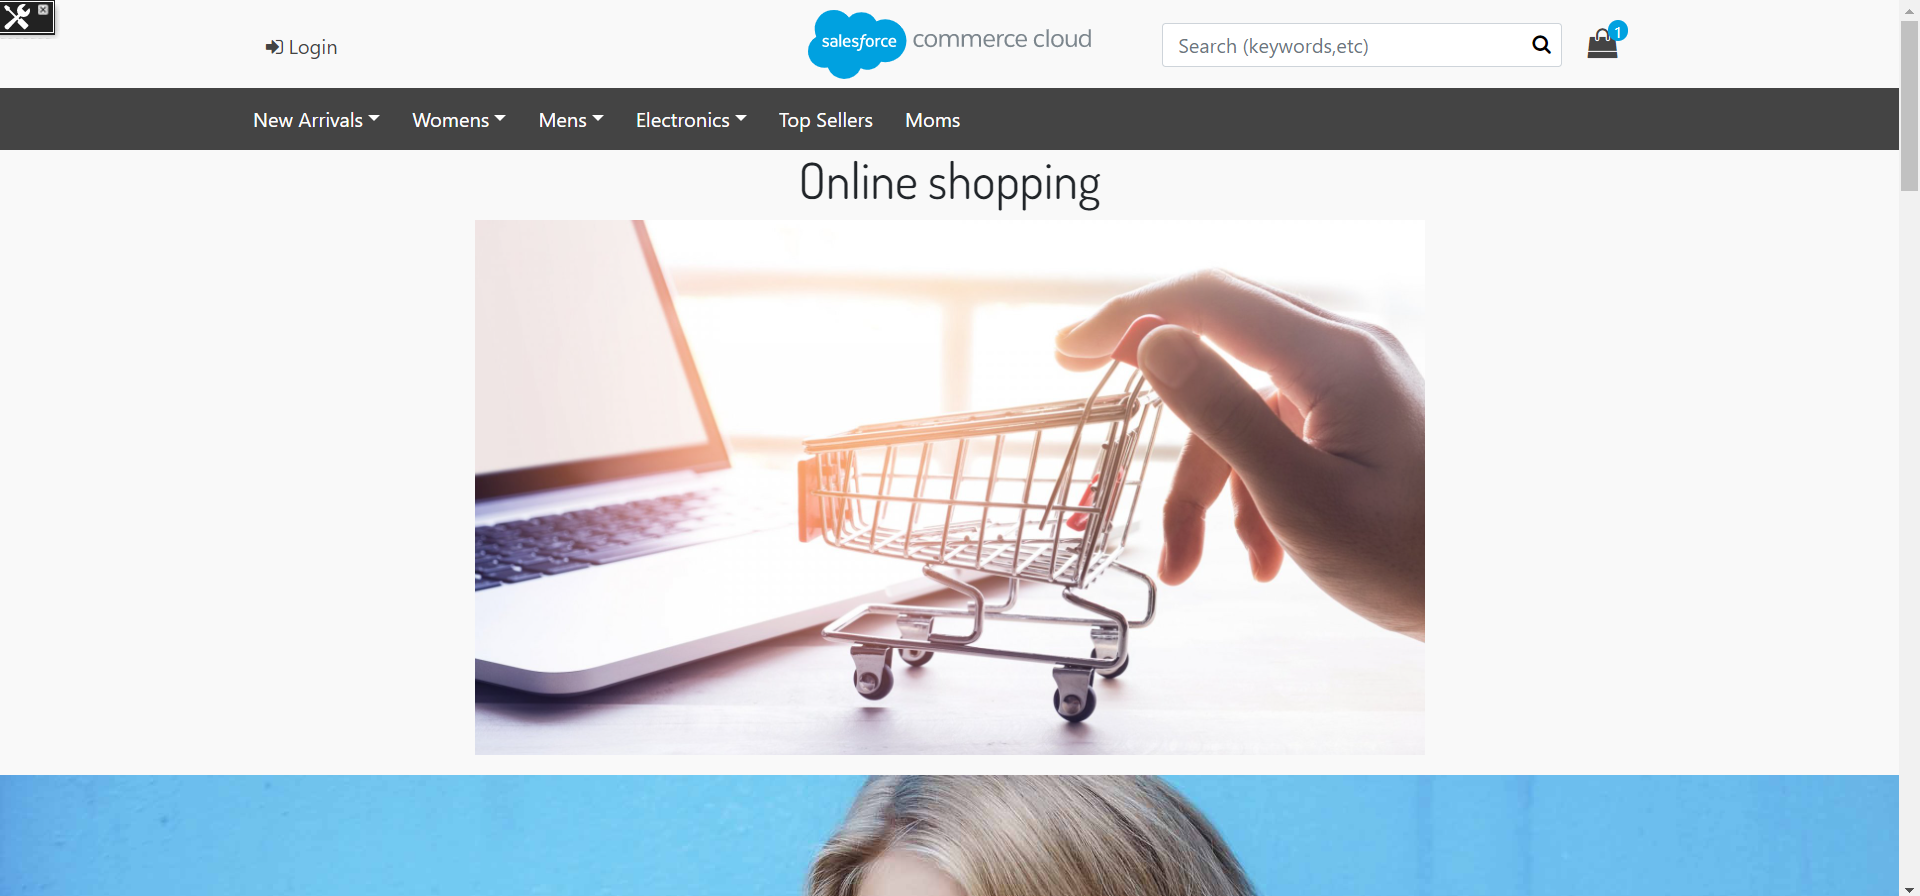 Login
salesforce commerce cloud
Search (keywords,etc)
1
New Arrivals
Womens
Mens
Electronics
Top Sellers
Moms
Online shopping